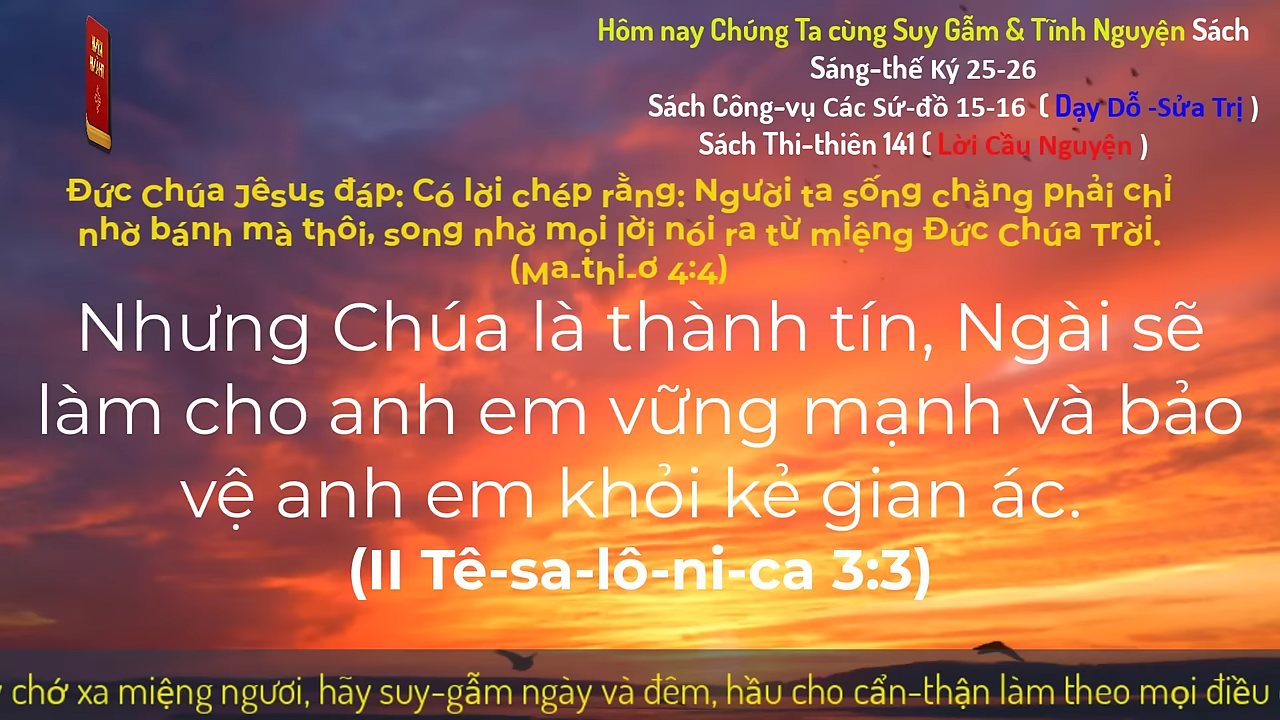 Hôm nay Chúng Ta cùng Suy Gẫm & Tĩnh Nguyện Sách
Sáng-thế Ký 25-26
Sách Công-vụ Các Sứ-đồ 15-16 ( Dạy Dỗ -Sửa Trị )
Sách Thi-thiên 141 ( Lời Cầu Nguyện )
Đức Chúa Jêsus đáp: Có lời chép rằng: Người ta sống chẳng phải chỉ
nhờ bánh mà thôi, song nhờ mọi lời nói ra từ miệng Đức Chúa Trời.
(Ma-thi-ơ 4:4)
Nhưng Chúa là thành tín, Ngài sẽ
làm cho anh em vững mạnh và bảo
vệ anh em khỏi kẻ gian ác.
(II Tê-sa-lô-ni-ca 3:3)
chớ xa miệng ngươi, hãy suy-gẫm ngày và đêm, hầu cho cẩn-thận làm theo mọi điều